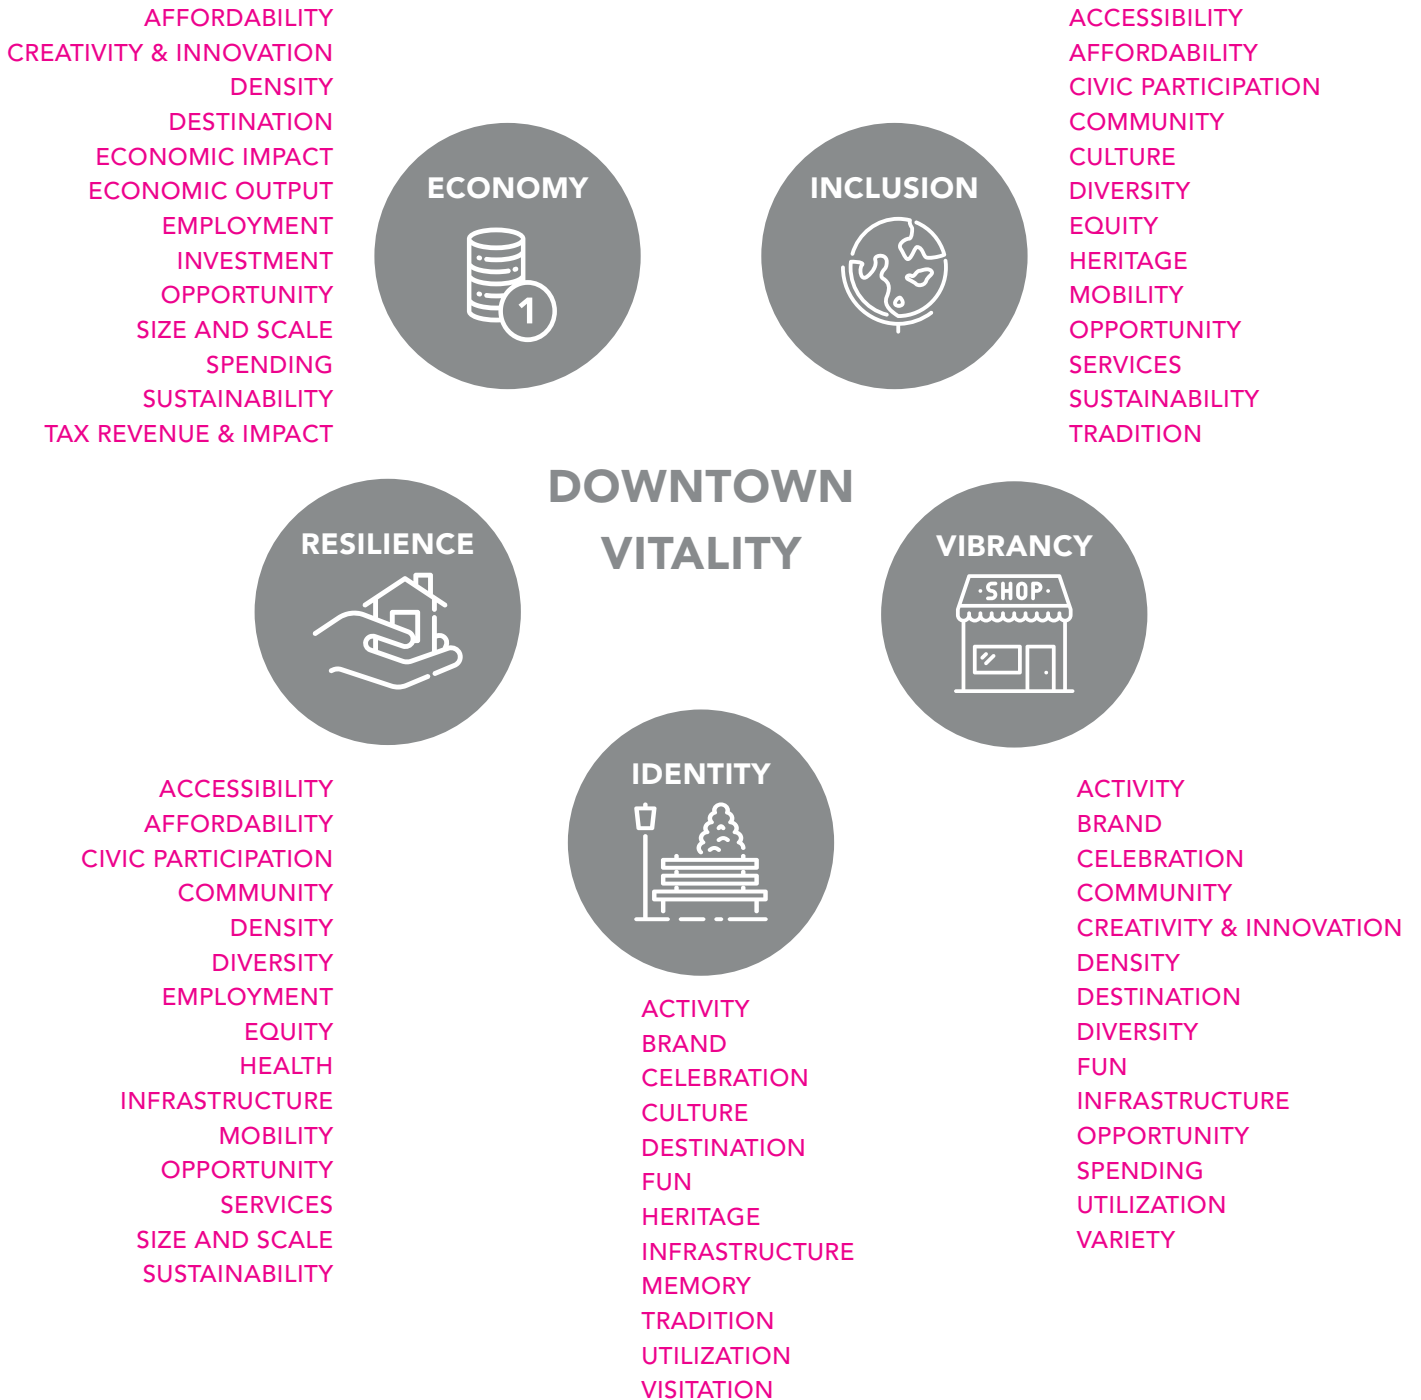 AFFORDABILITY
CREATIVITY & INNOVATION
DENSITY
DESTINATION
ECONOMIC IMPACT
ECONOMIC OUTPUT
EMPLOYMENT
INVESTMENT
OPPORTUNITY
SIZE AND SCALE
SPENDING
SUSTAINABILITY
TAX REVENUE & IMPACT
ECONOMY
1
INCLUSION
ACCESSIBILITY
AFFORDABILITY
CIVIC PARTICIPATION
COMMUNITY
CULTURE
DIVERSITY
EQUITY
HERITAGE
MOBILITY
OPPORTUNITY
SERVICES
SUSTAINABILITY
TRADITION
DOWNTOWN
VITALITY
RESILIENCE
ACCESSIBILITY
AFFORDABILITY
CIVIC PARTICIPATION
COMMUNITY
DENSITY
DIVERSITY
EMPLOYMENT
EQUITY
HEALTH
INFRASTRUCTURE
MOBILITY
OPPORTUNITY
SERVICES
SIZE AND SCALE
SUSTAINABILITY
IDENTITY
ACTIVITY
BRAND
CELEBRATION
CULTURE
DESTINATION
FUN
HERITAGE
INFRASTRUCTURE
MEMORY
TRADITION
UTILIZATION
VISITATION
VIBRANCY
·SHOP·
ACTIVITY
BRAND
CELEBRATION
COMMUNITY
CREATIVITY & INNOVATION
DENSITY
DESTINATION
DIVERSITY
FUN
INFRASTRUCTURE
OPPORTUNITY
SPENDING
UTILIZATION
VARIETY